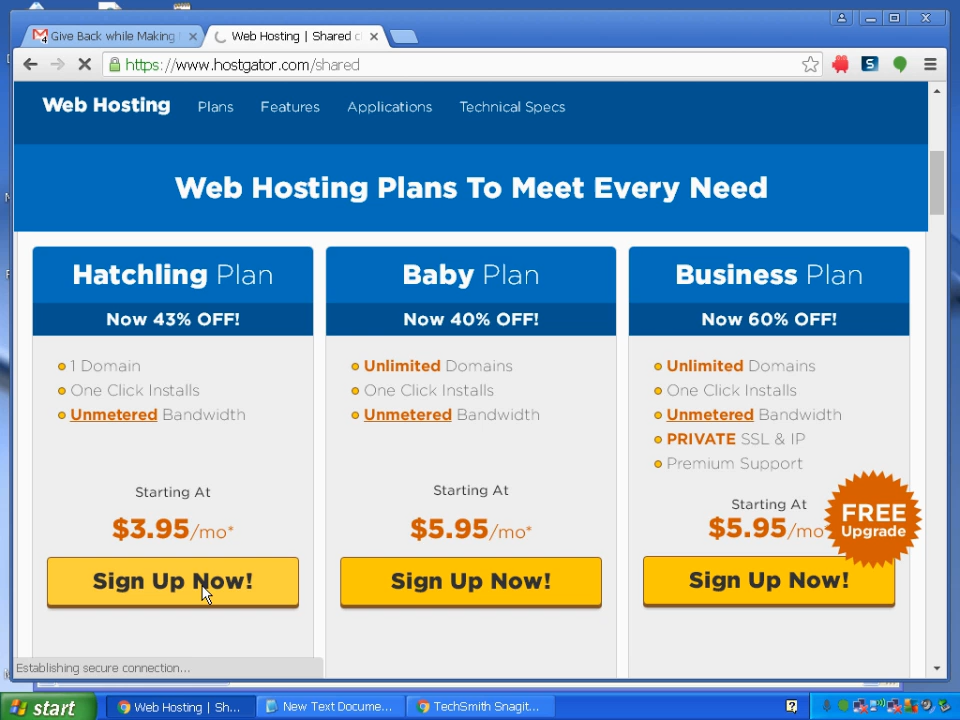 Give Back while Making
Web Hosting | Shared c
https://www.hostgator.com/shared
Web Hosting Plans Features Applications Technical Specs
Web Hosting Plans To Meet Every Need
Hatchling Plan
Now 43% OFF!
1 Domain
One Click Installs
Unmetered Bandwidth
Starting At
$3.95/mo*
Sign Up Now!
Baby Plan
Now 40% OFF!
Unlimited Domains
One Click Installs
Unmetered Bandwidth
Starting At
$5.95/mo*
Sign Up Now!
Business Plan
Now 60% OFF!
Unlimited Domains
One Click Installs
Unmetered Bandwidth
PRIVATE SSL & IP
Premium Support
Starting At
$5.95/mo
FREE
Upgrade
Sign Up Now!
Establishing secure connection...
start
Web Hosting | Sh...
New Text Docume...
TechSmith Snagit...